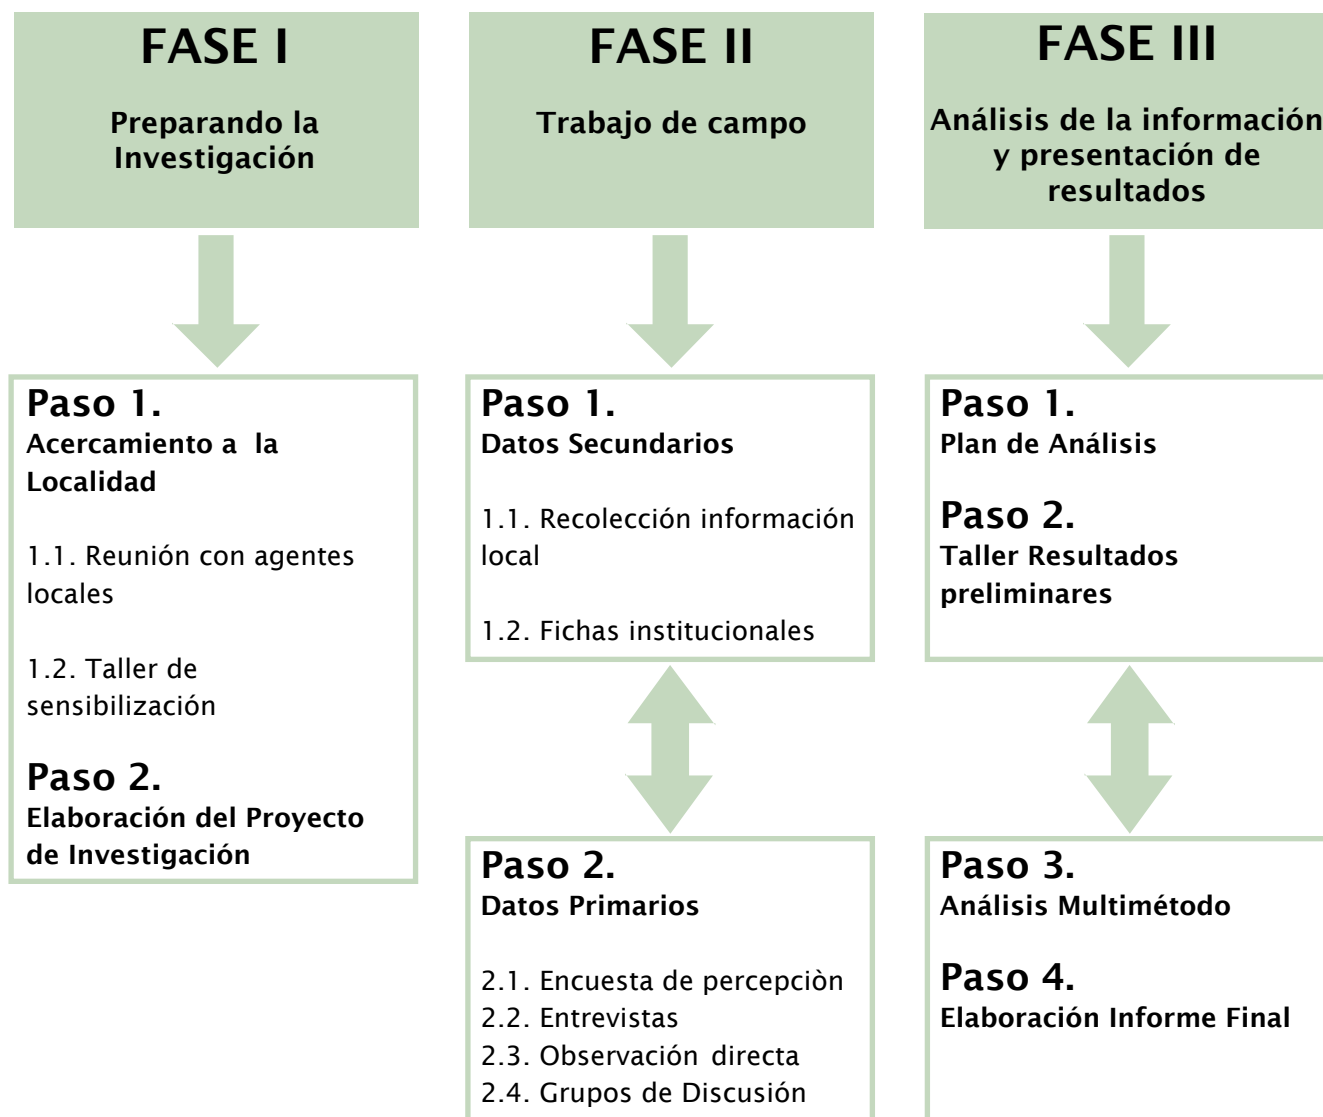 FASE I
Preparando la
Investigación
Paso 1.
Acercamiento a  la
Localidad
1.1. Reunión con agentes
locales
1.2. Taller de
sensibilización
Paso 2.
Elaboración del Proyecto
de Investigación
FASE II
Trabajo de campo
Paso 1.
Datos Secundarios
1.1. Recolección información
local
1.2. Fichas institucionales
Paso 2.
Datos Primarios
2.1. Encuesta de percepciòn
2.2. Entrevistas
2.3. Observación directa
2.4. Grupos de Discusión
FASE III
Análisis de la información
y presentación de
resultados
Paso 1.
Plan de Análisis
Paso 2.
Taller Resultados
preliminares
Paso 3.
Análisis Multimétodo
Paso 4.
Elaboración Informe Final